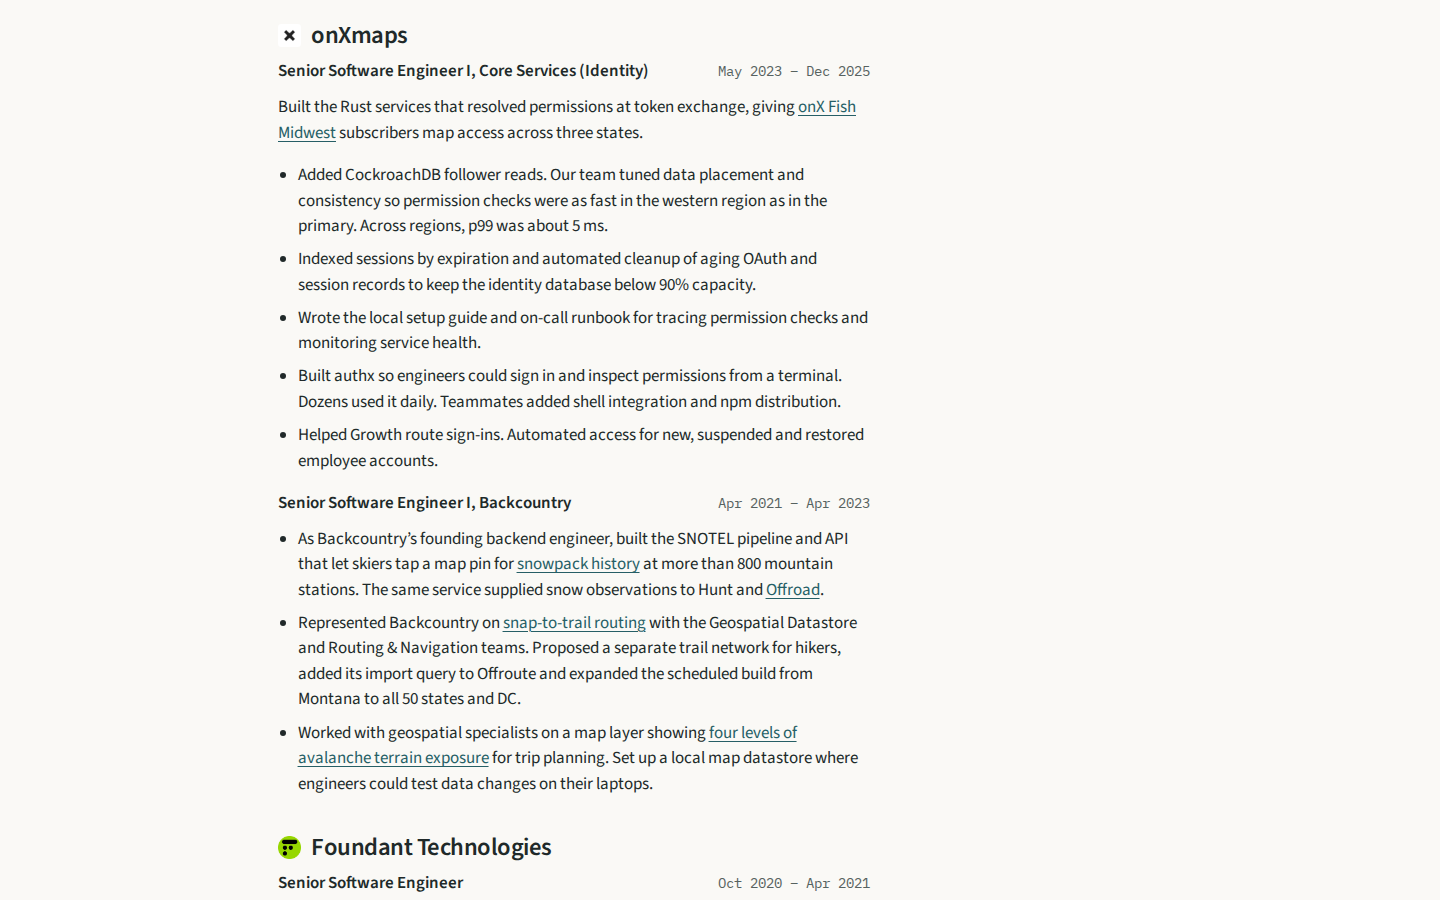 onXmaps
Senior Software Engineer I, Core Services (Identity) May 2023 – Dec 2025
Built the Rust services that resolved permissions at token exchange, giving onX Fish
Midwest subscribers map access across three states.
• Added CockroachDB follower reads. Our team tuned data placement and
consistency so permission checks were as fast in the western region as in the
primary. Across regions, p99 was about 5 ms.
• Indexed sessions by expiration and automated cleanup of aging OAuth and
session records to keep the identity database below 90% capacity.
• Wrote the local setup guide and on-call runbook for tracing permission checks and
monitoring service health.
• Built authx so engineers could sign in and inspect permissions from a terminal.
Dozens used it daily. Teammates added shell integration and npm distribution.
• Helped Growth route sign-ins. Automated access for new, suspended and restored
employee accounts.
Senior Software Engineer I, Backcountry Apr 2021 – Apr 2023
• As Backcountry’s founding backend engineer, built the SNOTEL pipeline and API
that let skiers tap a map pin for snowpack history at more than 800 mountain
stations. The same service supplied snow observations to Hunt and Offroad.
• Represented Backcountry on snap-to-trail routing with the Geospatial Datastore
and Routing & Navigation teams. Proposed a separate trail network for hikers,
added its import query to Offroute and expanded the scheduled build from
Montana to all 50 states and DC.
• Worked with geospatial specialists on a map layer showing four levels of
avalanche terrain exposure for trip planning. Set up a local map datastore where
engineers could test data changes on their laptops.
Foundant Technologies
Senior Software Engineer Oct 2020 – Apr 2021